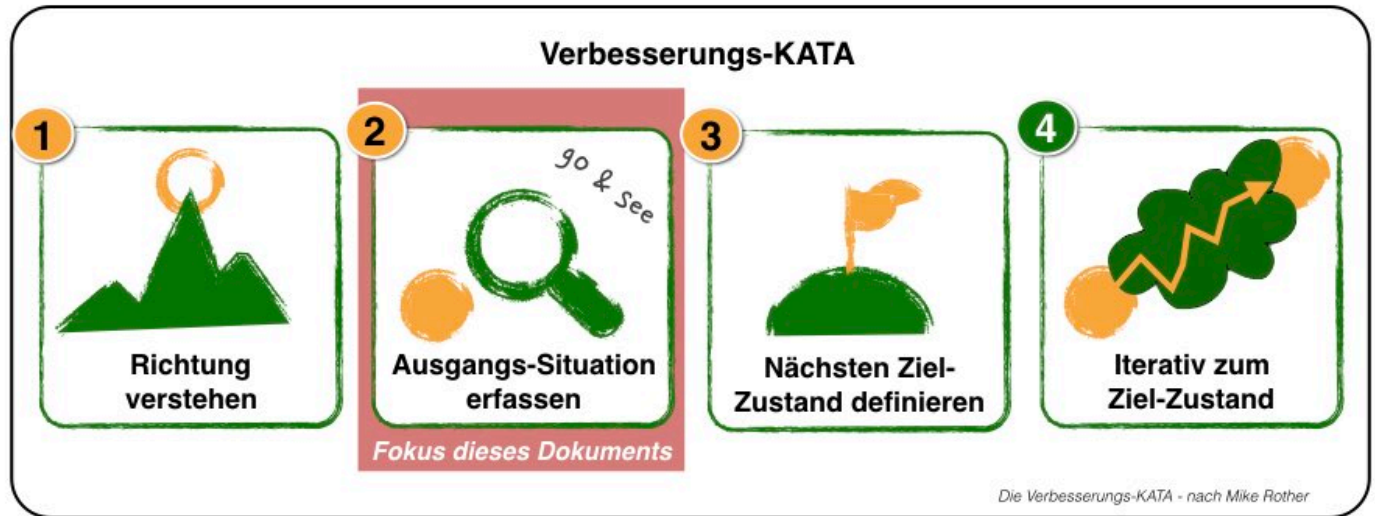 Verbesserungs-KATA
1
2
3
4
go & see
Richtung
verstehen
Ausgangs-Situation
erfassen
Nächsten Ziel-
Zustand definieren
Iterativ zum
Ziel-Zustand
Fokus dieses Dokuments
Die Verbesserungs-KATA - nach Mike Rother